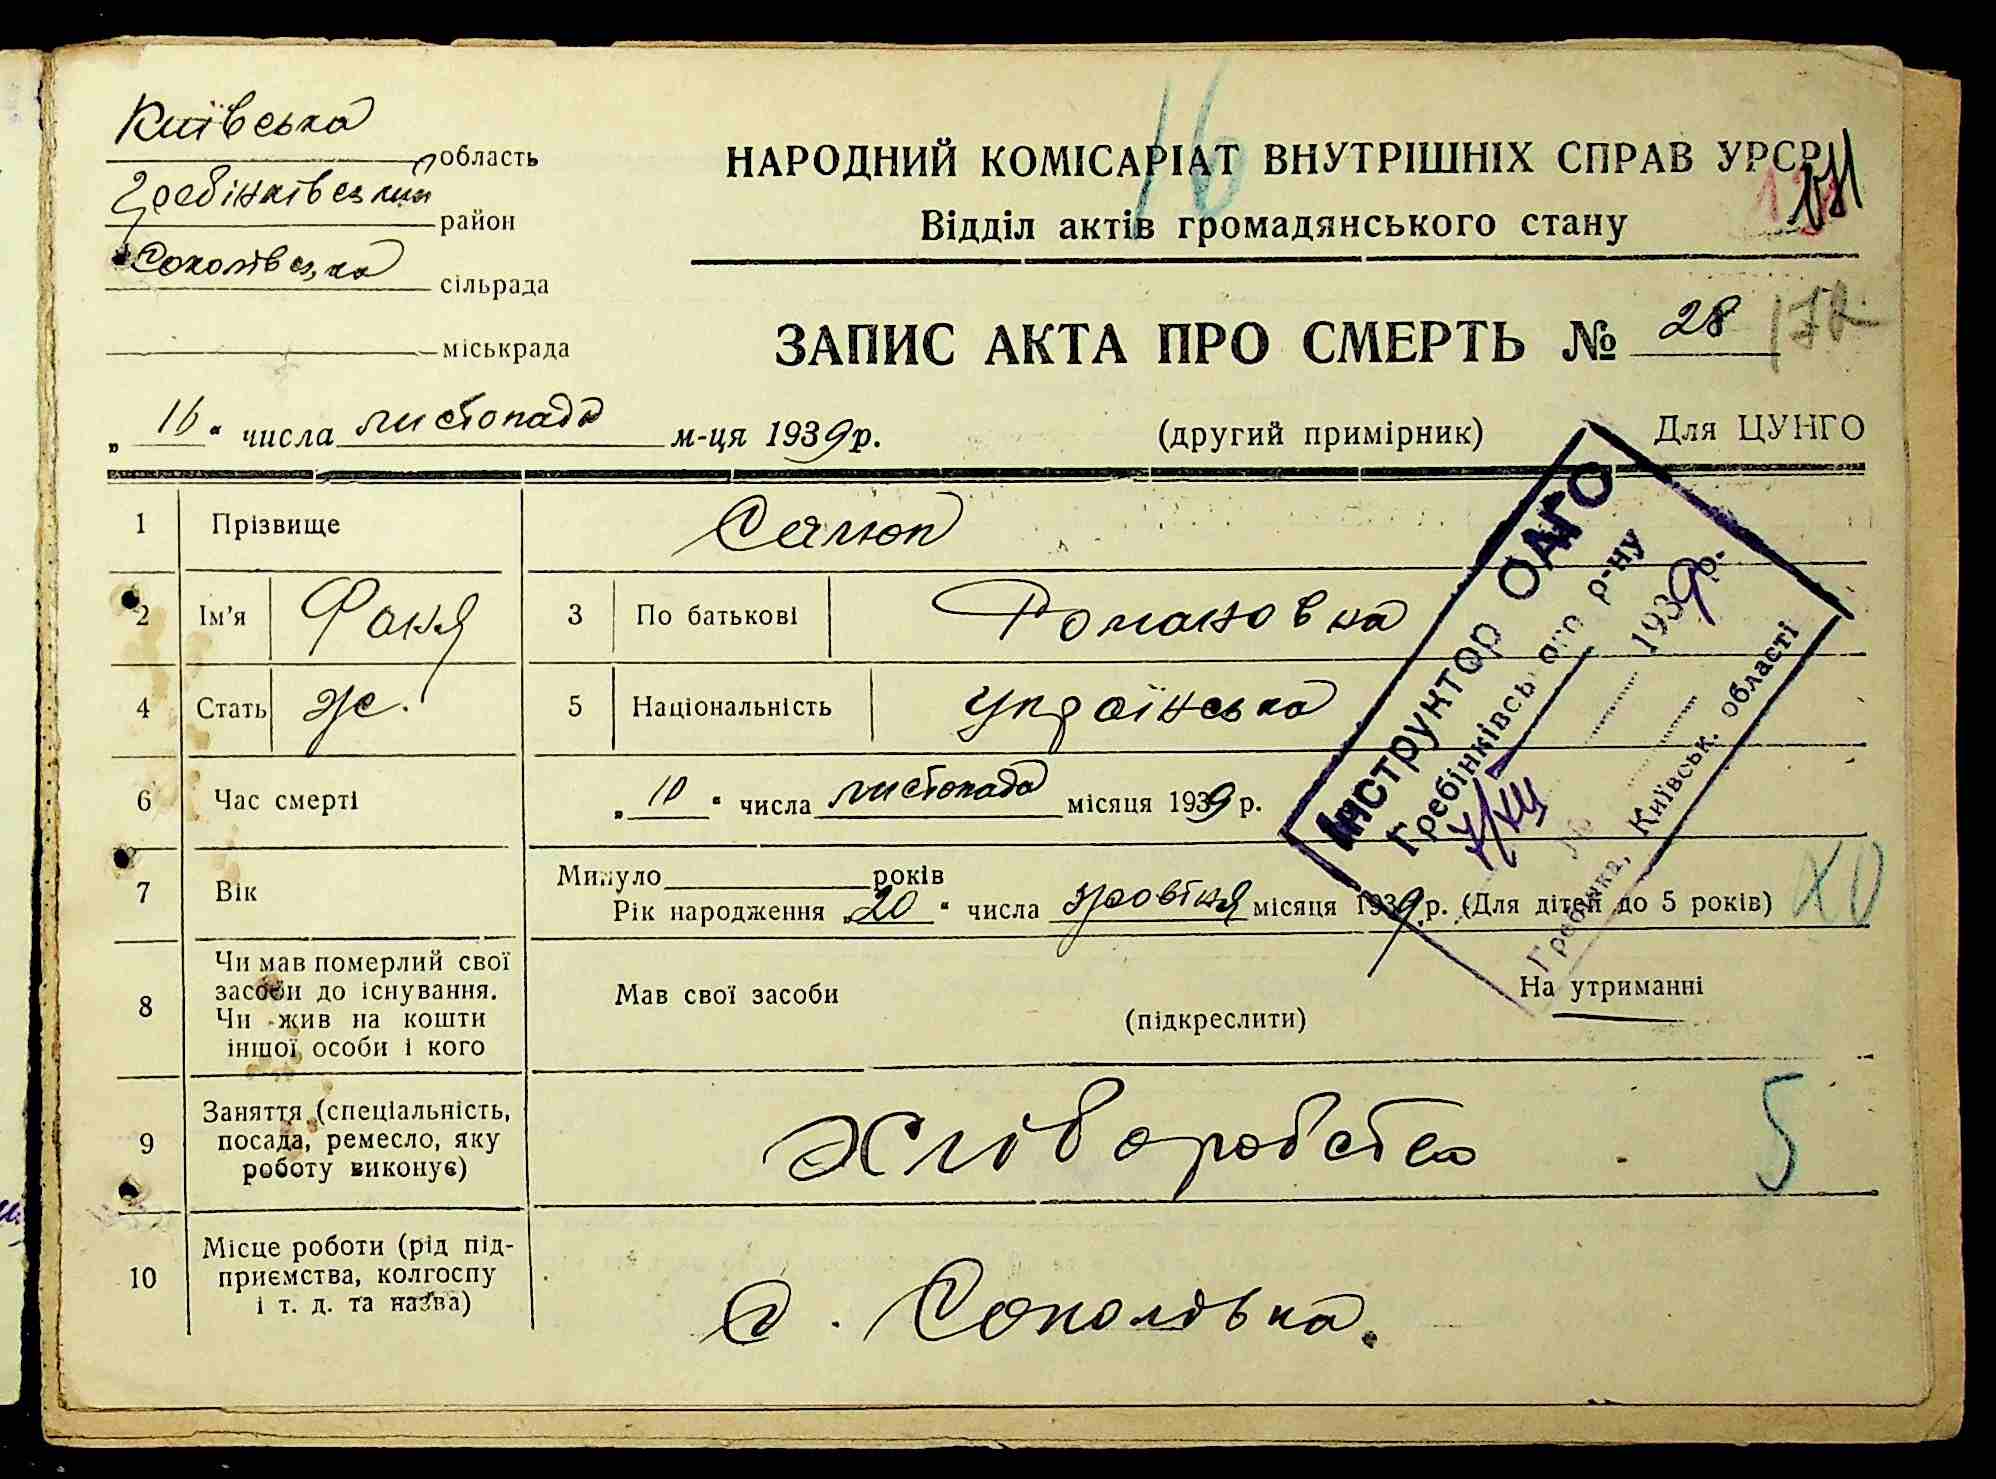 Київська область
16
НАРОДНИЙ КОМІСАРІАТ ВНУТРІШНІХ СПРАВ УРСР
Гребінківський район
Відділ актів громадянського стану
Соколівська сільрада
міськрада
ЗАПИС АКТА ПРО СМЕРТЬ № 28
„ 16 “ числа листопада м-ця 1939 р.
(другий примірник)
Для ЦУНГО
1 Прізвище
2 Ім'я Фаня 3 По батькові Романовна
4 Стать ж. 5 Національність українська
6 Час смерті „ 10 “ числа листопада місяця 1939 р.
7 Вік Минуло років
Рік народження „ 20 “ числа жовтня місяця 1939 р. (Для дітей до 5 років) ХО
8 Чи мав померлий свої засоби до існування. Чи жив на кошти іншої особи і кого
Мав свої засоби (підкреслити) На утриманні
9 Заняття (спеціальність, посада, ремесло, яку роботу виконує) 5
10 Місце роботи (рід підприємства, колгоспу і т. д. та назва) с. Соколівка.
Інструктор ОАГО
Гребінківського р-ну
1939 р.
Гребінка, Київськ. області